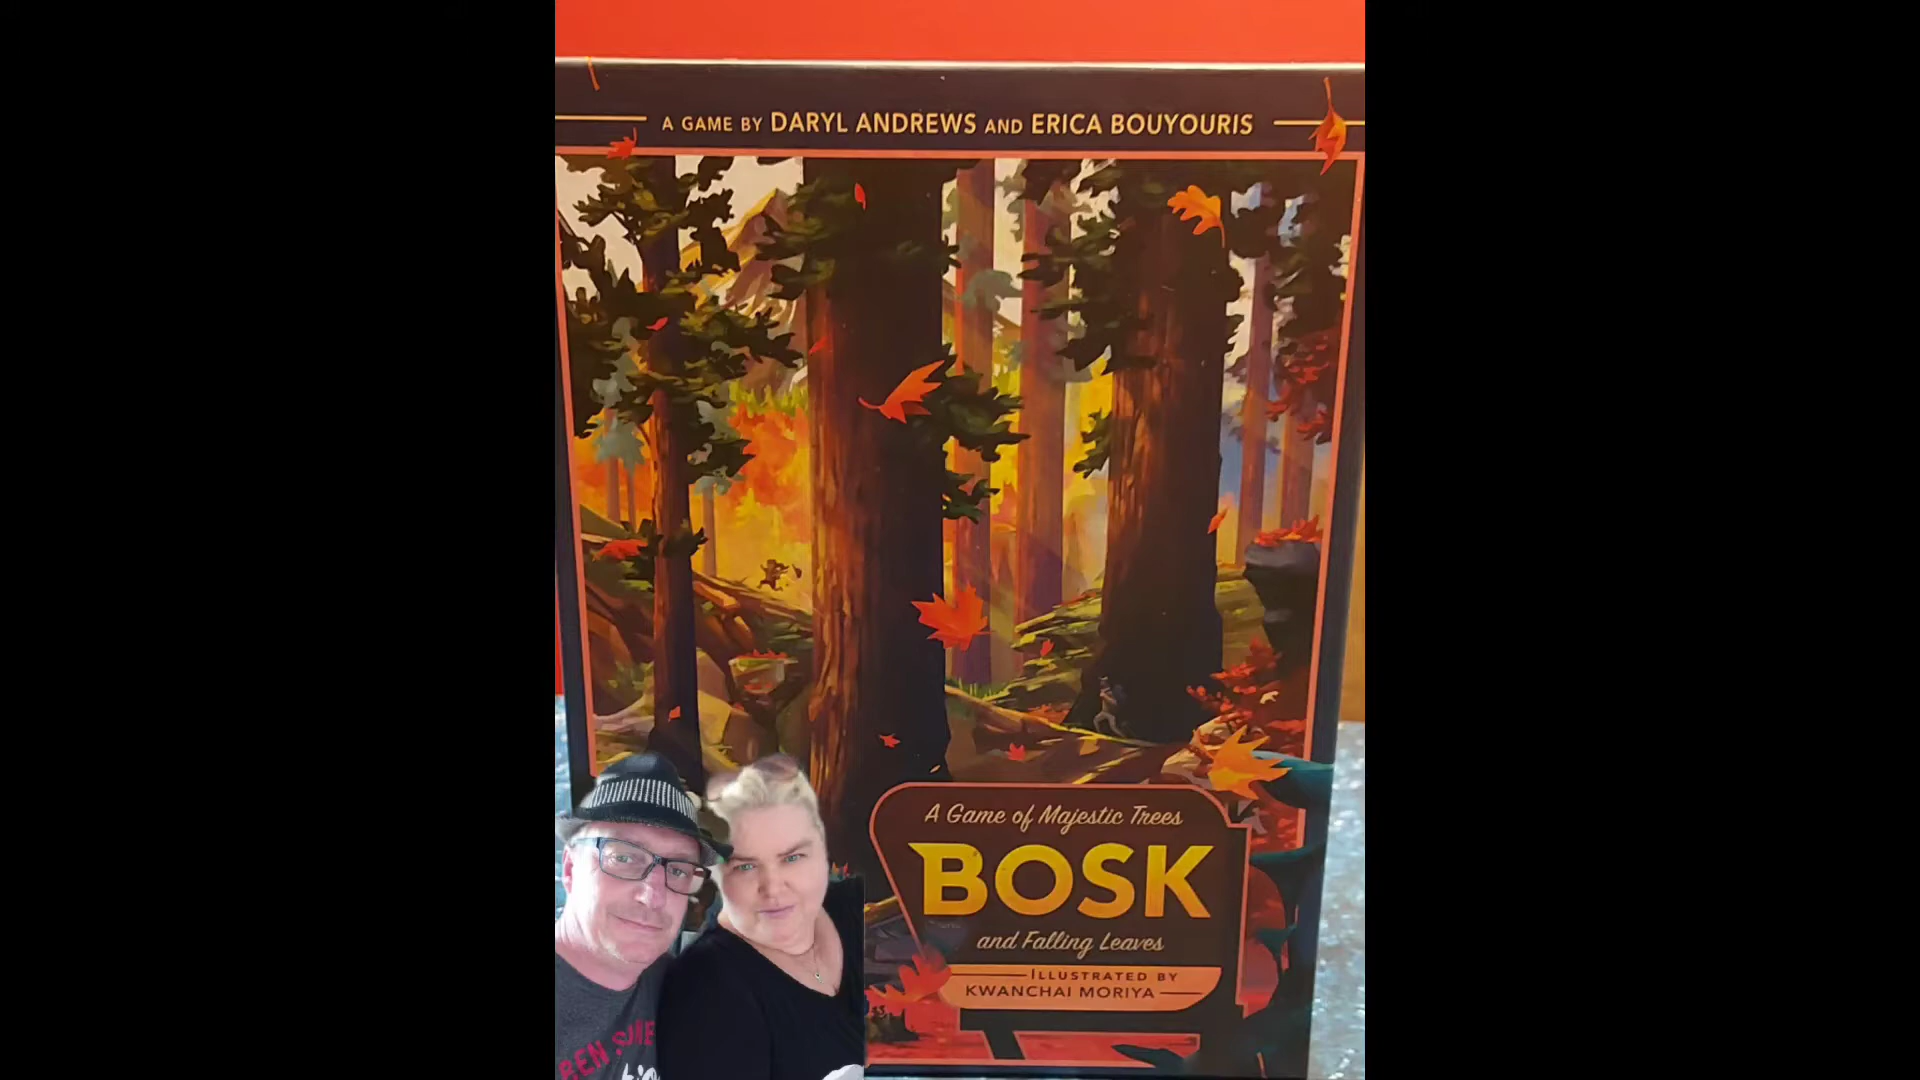 A GAME BY DARYL ANDREWS AND ERICA BOUYOURIS
A Game of Majestic Trees
BOSK
and Falling Leaves
ILLUSTRATED BY
KWANCHAI MORIYA